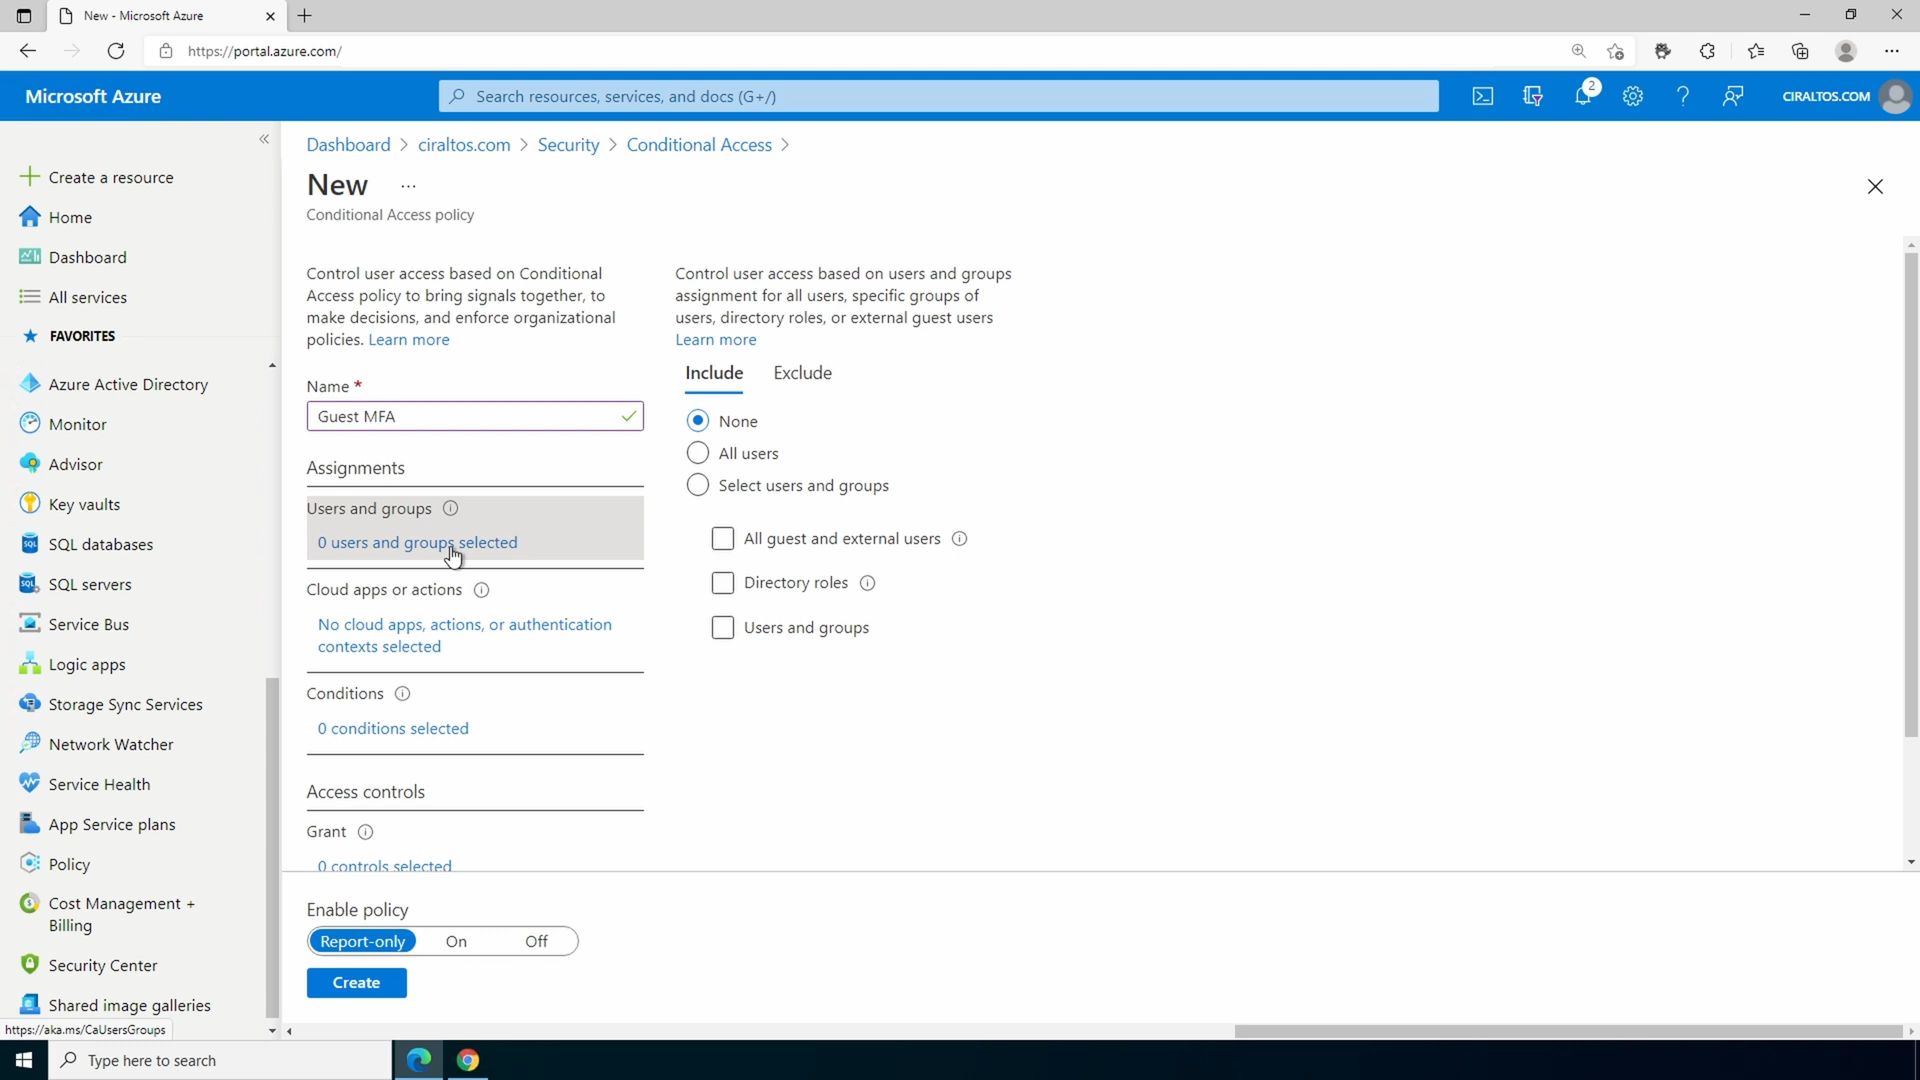 New - Microsoft Azure
https://portal.azure.com/
Microsoft Azure
Search resources, services, and docs (G+/)
2
CIRALTOS.COM
Create a resource
Home
Dashboard
All services
FAVORITES
Azure Active Directory
Monitor
Advisor
Key vaults
SQL databases
SQL servers
Service Bus
Logic apps
Storage Sync Services
Network Watcher
Service Health
App Service plans
Policy
Cost Management +
Billing
Security Center
Shared image galleries
https://aka.ms/CaUsersGroups
Dashboard > ciraltos.com > Security > Conditional Access >
New ...
Conditional Access policy
Control user access based on Conditional
Access policy to bring signals together, to
make decisions, and enforce organizational
policies. Learn more
Name *
Guest MFA
Assignments
Users and groups
0 users and groups selected
Cloud apps or actions
No cloud apps, actions, or authentication
contexts selected
Conditions
0 conditions selected
Access controls
Grant
0 controls selected
Control user access based on users and groups
assignment for all users, specific groups of
users, directory roles, or external guest users
Learn more
Include Exclude
None
All users
Select users and groups
All guest and external users
Directory roles
Users and groups
Enable policy
Report-only On Off
Create
Type here to search